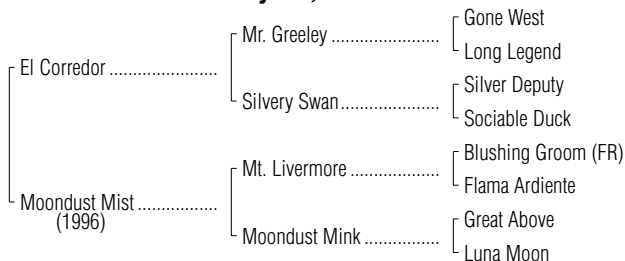 Gone West
Mr. Greeley ......................
Long Legend
El Corredor ......................
Silver Deputy
Silvery Swan....................
Sociable Duck
Blushing Groom (FR)
Mt. Livermore ..................
Flama Ardiente
Moondust Mist ................
(1996)
Great Above
Moondust Mink ...............
Luna Moon